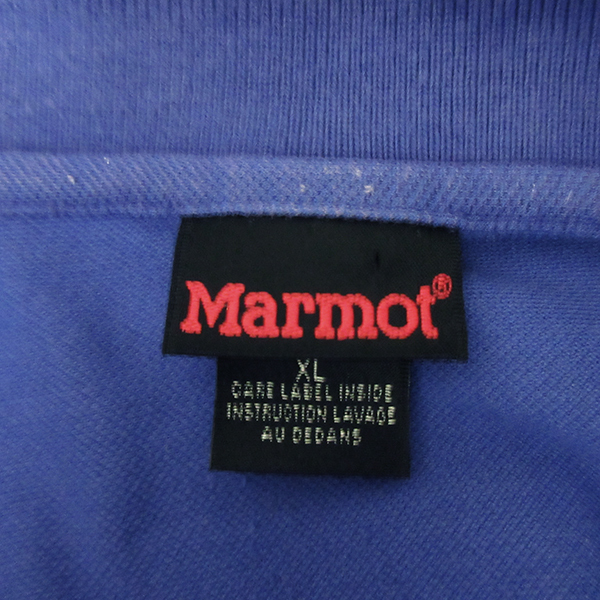 Marmot®
XL
CARE LABEL INSIDE
INSTRUCTION LAVAGE
AU DEDANS